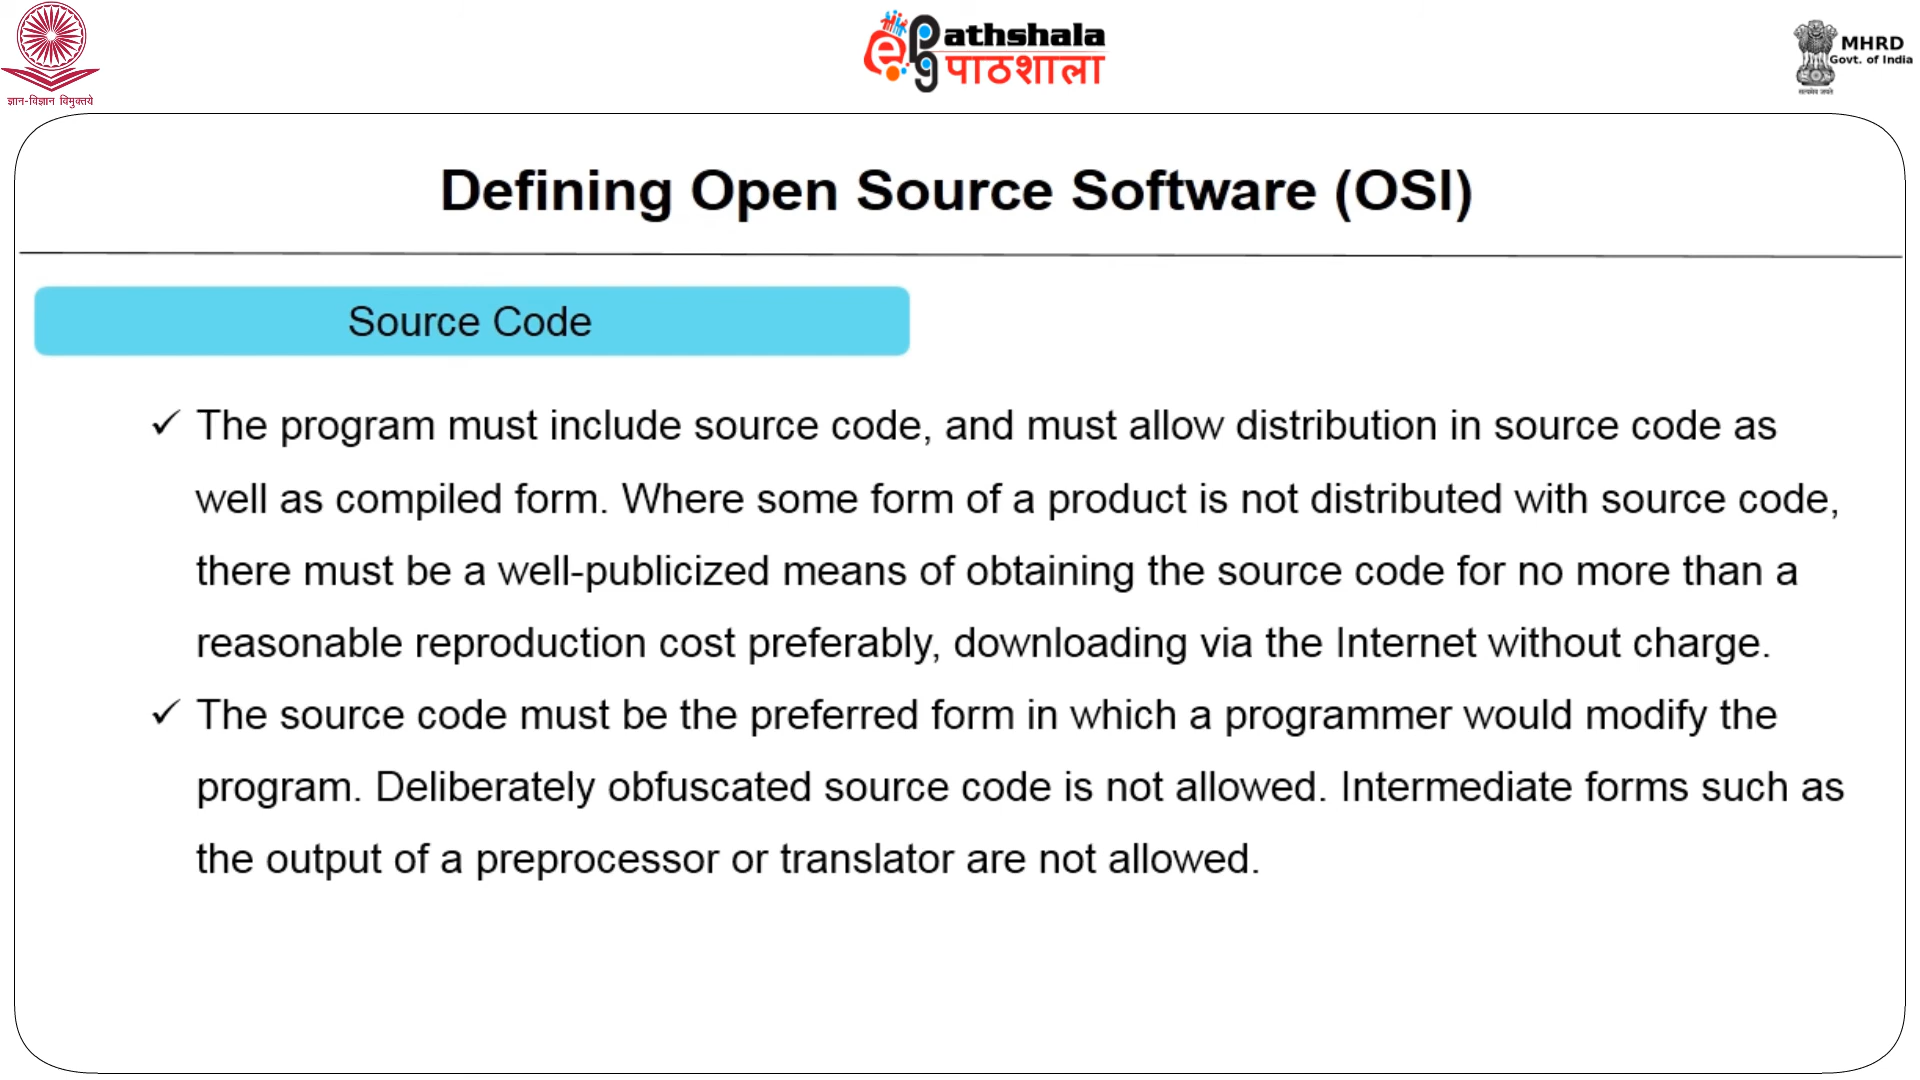 ज्ञान-विज्ञान विमुक्तये
e
PG athshala
पाठशाला
MHRD
Govt. of India
सत्यमेव जयते
Defining Open Source Software (OSI)
Source Code
✓ The program must include source code, and must allow distribution in source code as
well as compiled form. Where some form of a product is not distributed with source code,
there must be a well-publicized means of obtaining the source code for no more than a
reasonable reproduction cost preferably, downloading via the Internet without charge.
✓ The source code must be the preferred form in which a programmer would modify the
program. Deliberately obfuscated source code is not allowed. Intermediate forms such as
the output of a preprocessor or translator are not allowed.